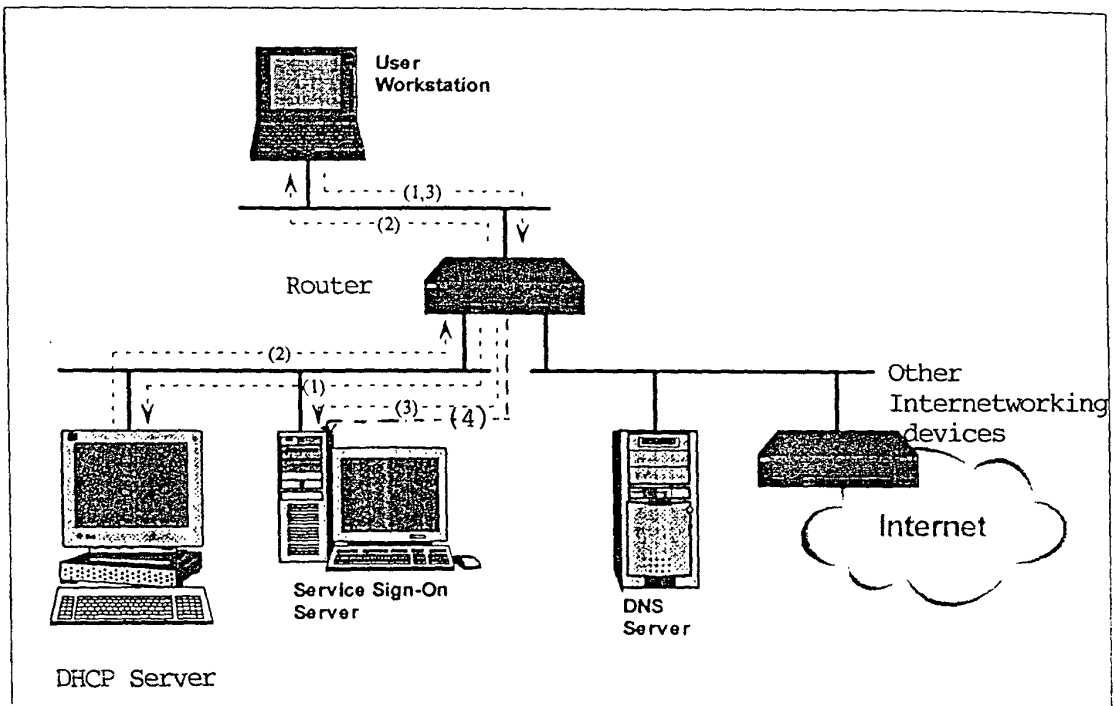 User
Workstation
(1,3)
(2)
Router
(2)
(1)
(3)
(4)
Other
Internetworking
devices
Internet
Service Sign-On
Server
DNS
Server
DHCP Server